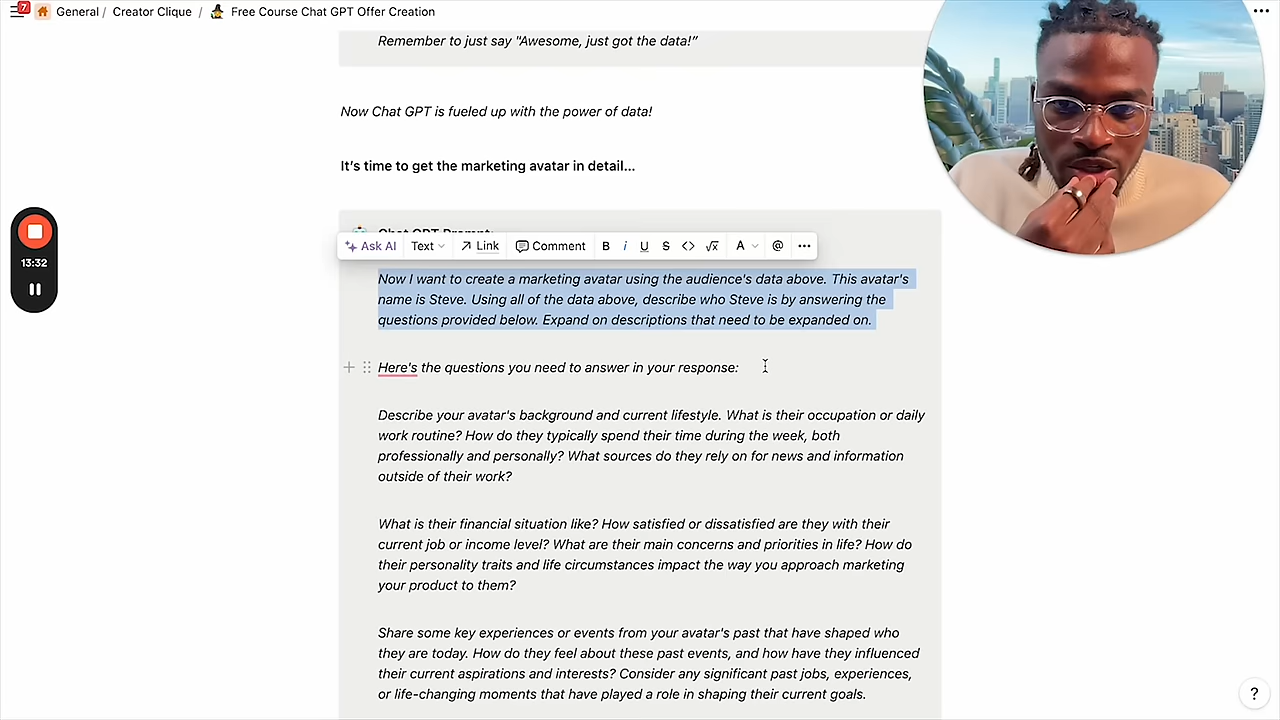 7
General / Creator Clique / Free Course Chat GPT Offer Creation
•••
Remember to just say "Awesome, just got the data!"
Now Chat GPT is fueled up with the power of data!
It's time to get the marketing avatar in detail...
Chat GPT Prompt:
Ask AI Text Link Comment B i U S <> √x A @ •••
Now I want to create a marketing avatar using the audience's data above. This avatar's
name is Steve. Using all of the data above, describe who Steve is by answering the
questions provided below. Expand on descriptions that need to be expanded on.
13:32
Here's the questions you need to answer in your response:
Describe your avatar's background and current lifestyle. What is their occupation or daily
work routine? How do they typically spend their time during the week, both
professionally and personally? What sources do they rely on for news and information
outside of their work?
What is their financial situation like? How satisfied or dissatisfied are they with their
current job or income level? What are their main concerns and priorities in life? How do
their personality traits and life circumstances impact the way you approach marketing
your product to them?
Share some key experiences or events from your avatar's past that have shaped who
they are today. How do they feel about these past events, and how have they influenced
their current aspirations and interests? Consider any significant past jobs, experiences,
or life-changing moments that have played a role in shaping their current goals.
?